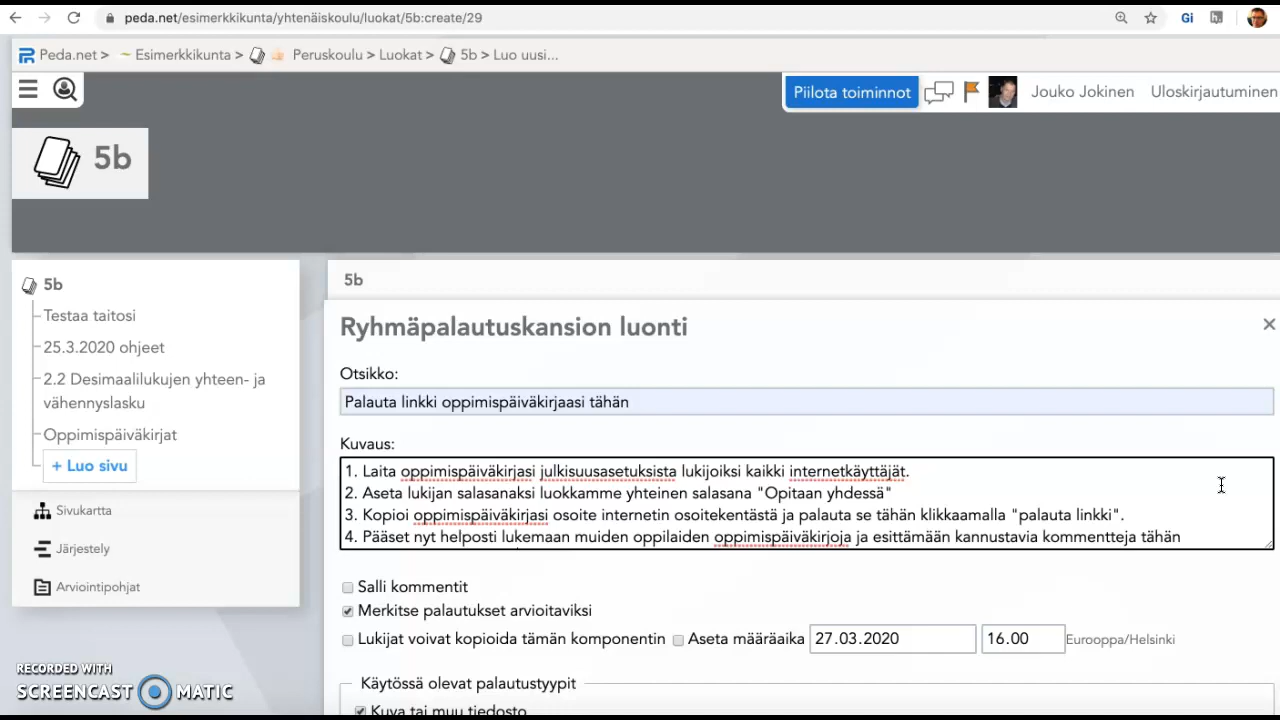 peda.net/esimerkkikunta/yhtenäiskoulu/luokat/5b:create/29
Gi
Peda.net > Esimerkkikunta > Peruskoulu > Luokat > 5b > Luo uusi...
Piilota toiminnot Jouko Jokinen Uloskirjautuminen
5b
5b
Testaa taitosi
25.3.2020 ohjeet
2.2 Desimaalilukujen yhteen- ja
vähennyslasku
Oppimispäiväkirjat
+ Luo sivu
Sivukartta
Järjestely
Arviointipohjat
5b
Ryhmäpalautuskansion luonti
Otsikko:
Palauta linkki oppimispäiväkirjaasi tähän
Kuvaus:
1. Laita oppimispäiväkirjasi julkisuusasetuksista lukijoiksi kaikki internetkäyttäjät.
2. Aseta lukijan salasanaksi luokkamme yhteinen salasana "Opitaan yhdessä"
3. Kopioi oppimispäiväkirjasi osoite internetin osoitekentästä ja palauta se tähän klikkaamalla "palauta linkki".
4. Pääset nyt helposti lukemaan muiden oppilaiden oppimispäiväkirjoja ja esittämään kannustavia kommentteja tähän
Salli kommentit
Merkitse palautukset arvioitaviksi
Lukijat voivat kopioida tämän komponentin Aseta määräaika 27.03.2020 16.00 Eurooppa/Helsinki
Käytössä olevat palautustyypit
Kuva tai muu tiedosto
RECORDED WITH
SCREENCAST MATIC